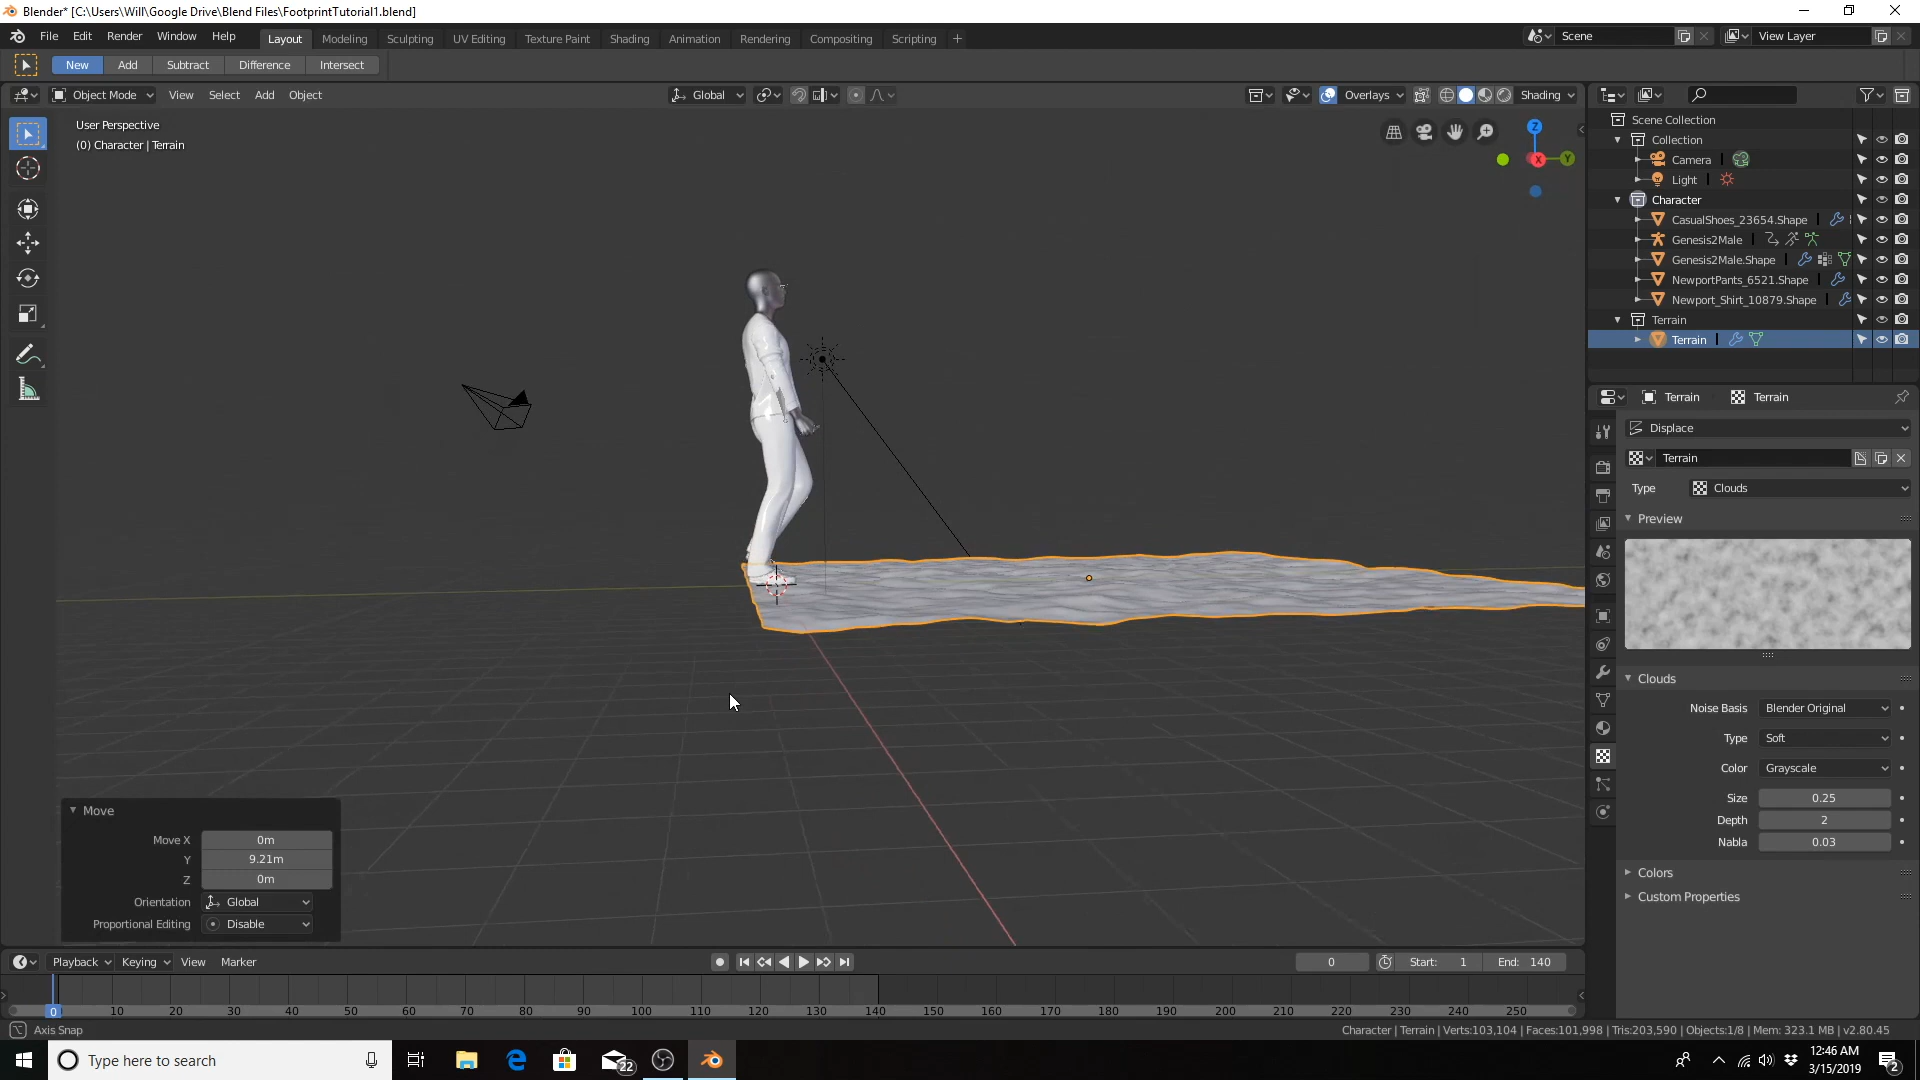 Blender* [C:\Users\Will\Google Drive\Blend Files\FootprintTutorial1.blend]
File Edit Render Window Help Layout Modeling Sculpting UV Editing Texture Paint Shading Animation Rendering Compositing Scripting + Scene View Layer
New Add Subtract Difference Intersect
Object Mode View Select Add Object Global Overlays Shading
User Perspective
(0) Character | Terrain
Z
X
Y
Scene Collection
Collection
Camera
Light
Character
CasualShoes_23654.Shape
Genesis2Male
Genesis2Male.Shape
NewportPants_6521.Shape
Newport_Shirt_10879.Shape
Terrain
Terrain
Terrain Terrain
Displace
Terrain
Type Clouds
Preview
Clouds
Noise Basis Blender Original
Type Soft
Color Grayscale
Size 0.25
Depth 2
Nabla 0.03
Colors
Custom Properties
Move
Move X 0m
Y 9.21m
Z 0m
Orientation Global
Proportional Editing Disable
Playback Keying View Marker 0 Start: 1 End: 140
0 10 20 30 40 50 60 70 80 90 100 110 120 130 140 150 160 170 180 190 200 210 220 230 240 250
Axis Snap Character | Terrain | Verts:103,104 | Faces:101,998 | Tris:203,590 | Objects:1/8 | Mem: 323.1 MB | v2.80.45
Type here to search 22 12:46 AM
3/15/2019 2